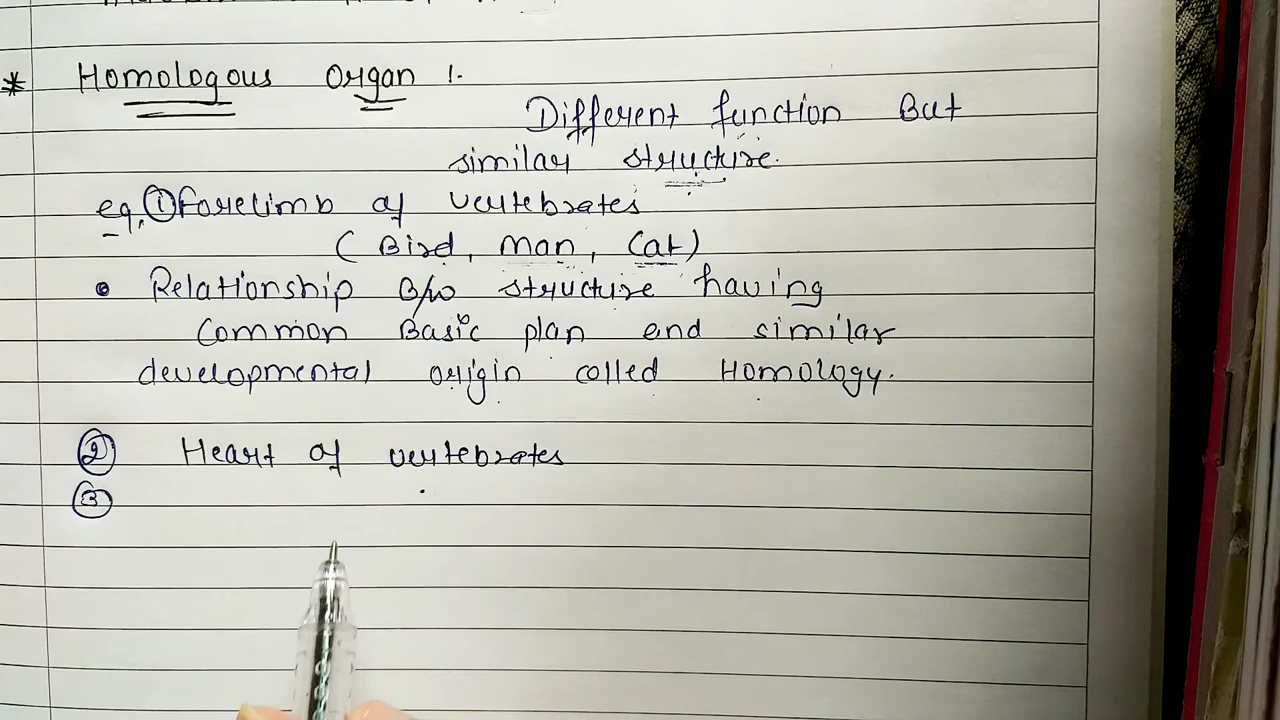 * Homologous Organ :-
Different function But
similar structure.
eg, ① Forelimb of vertebrates
( Bird, man, Cat)
• Relationship B/w structure having
Common Basic plan and similar
developmental origin called Homology.
② Heart of vertebrates
③